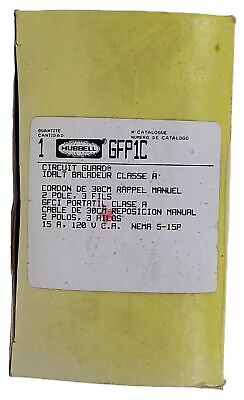 QUANTITÉ N° CATALOGUE
CANTIDAD NUMERO DE CATALOGO
1 HUBBELL GFP1C
CIRCUIT GUARD®
IDALT BALADEUR CLASSE A
CORDON DE 30CM RAPPEL MANUEL
2 POLE, 3 FILS
GFCI PORTATIL CLASE A
CABLE DE 30CM REPOSICION MANUAL
2 POLOS, 3 HILOS
15 A, 120 V C.A. NEMA 5-15P